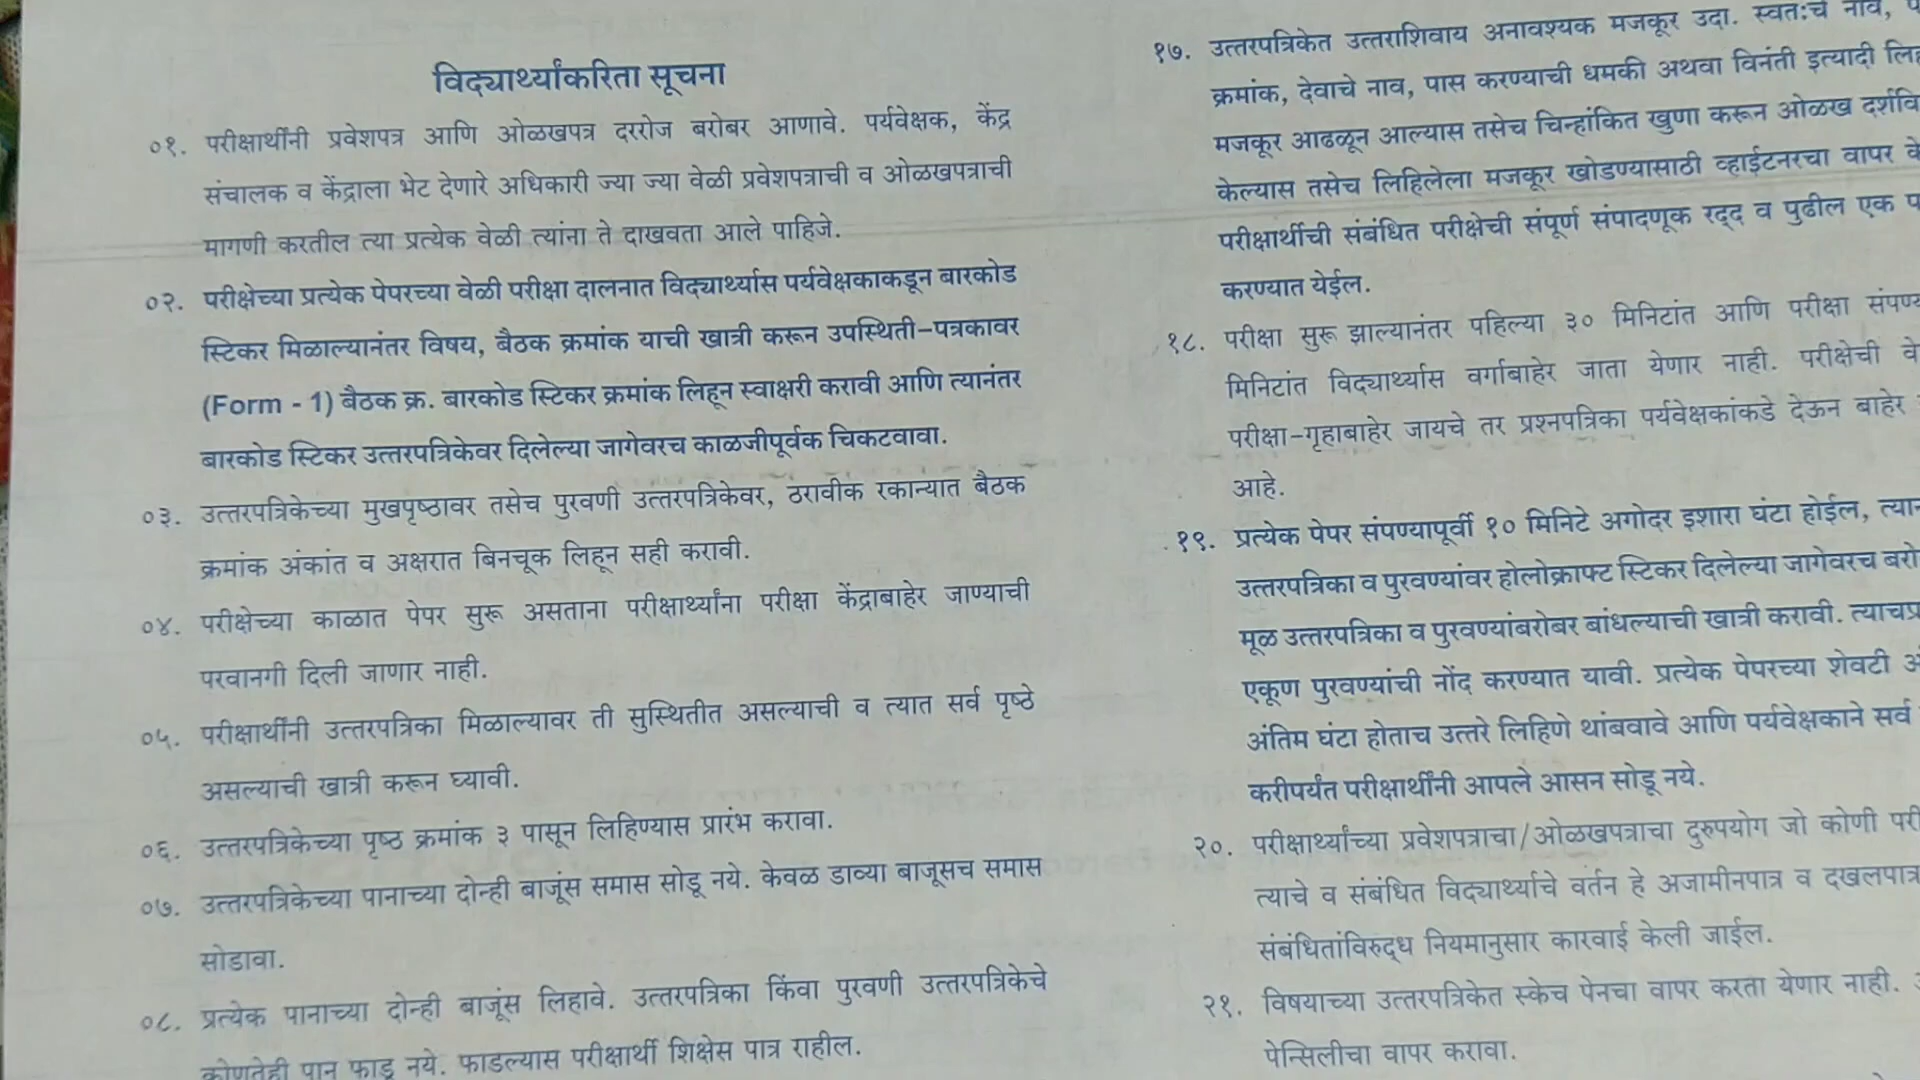 विद्यार्थ्यांकरिता सूचना
०१. परीक्षार्थींनी प्रवेशपत्र आणि ओळखपत्र दररोज बरोबर आणावे. पर्यवेक्षक, केंद्र
संचालक व केंद्राला भेट देणारे अधिकारी ज्या ज्या वेळी प्रवेशपत्राची व ओळखपत्राची
मागणी करतील त्या प्रत्येक वेळी त्यांना ते दाखवता आले पाहिजे.
०२. परीक्षेच्या प्रत्येक पेपरच्या वेळी परीक्षा दालनात विद्यार्थ्यास पर्यवेक्षकाकडून बारकोड
स्टिकर मिळाल्यानंतर विषय, बैठक क्रमांक याची खात्री करून उपस्थिती-पत्रकावर
(Form - 1) बैठक क्र. बारकोड स्टिकर क्रमांक लिहून स्वाक्षरी करावी आणि त्यानंतर
बारकोड स्टिकर उत्तरपत्रिकेवर दिलेल्या जागेवरच काळजीपूर्वक चिकटवावा.
०३. उत्तरपत्रिकेच्या मुखपृष्ठावर तसेच पुरवणी उत्तरपत्रिकेवर, ठरावीक रकान्यात बैठक
क्रमांक अंकांत व अक्षरात बिनचूक लिहून सही करावी.
०४. परीक्षेच्या काळात पेपर सुरू असताना परीक्षार्थ्यांना परीक्षा केंद्राबाहेर जाण्याची
परवानगी दिली जाणार नाही.
०५. परीक्षार्थींनी उत्तरपत्रिका मिळाल्यावर ती सुस्थितीत असल्याची व त्यात सर्व पृष्ठे
असल्याची खात्री करून घ्यावी.
०६. उत्तरपत्रिकेच्या पृष्ठ क्रमांक ३ पासून लिहिण्यास प्रारंभ करावा.
०७. उत्तरपत्रिकेच्या पानाच्या दोन्ही बाजूंस समास सोडू नये. केवळ डाव्या बाजूसच समास
सोडावा.
०८. प्रत्येक पानाच्या दोन्ही बाजूंस लिहावे. उत्तरपत्रिका किंवा पुरवणी उत्तरपत्रिकेचे
कोणतेही पान फाडू नये. फाडल्यास परीक्षार्थी शिक्षेस पात्र राहील.
१७. उत्तरपत्रिकेत उत्तराशिवाय अनावश्यक मजकूर उदा. स्वतःचे नाव,
क्रमांक, देवाचे नाव, पास करण्याची धमकी अथवा विनंती इत्यादी
मजकूर आढळून आल्यास तसेच चिन्हांकित खुणा करून ओळख
केल्यास तसेच लिहिलेला मजकूर खोडण्यासाठी व्हाईटनरचा वापर
परीक्षार्थीची संबंधित परीक्षेची संपूर्ण संपादणूक रद्द व पुढील एक
करण्यात येईल.
१८. परीक्षा सुरू झाल्यानंतर पहिल्या ३० मिनिटांत आणि परीक्षा
मिनिटांत विद्यार्थ्यास वर्गाबाहेर जाता येणार नाही. परीक्षेची
परीक्षा-गृहाबाहेर जायचे तर प्रश्नपत्रिका पर्यवेक्षकांकडे देऊन बाहेर
आहे.
१९. प्रत्येक पेपर संपण्यापूर्वी १० मिनिटे अगोदर इशारा घंटा होईल,
उत्तरपत्रिका व पुरवण्यांवर होलोक्राफ्ट स्टिकर दिलेल्या जागेवरच
मूळ उत्तरपत्रिका व पुरवण्यांबरोबर बांधल्याची खात्री करावी.
एकूण पुरवण्यांची नोंद करण्यात यावी. प्रत्येक पेपरच्या शेवटी
अंतिम घंटा होताच उत्तरे लिहिणे थांबवावे आणि पर्यवेक्षकाने सर्व
करीपर्यंत परीक्षार्थींनी आपले आसन सोडू नये.
२०. परीक्षार्थ्यांच्या प्रवेशपत्राचा/ओळखपत्राचा दुरुपयोग जो कोणी
त्याचे व संबंधित विद्यार्थ्याचे वर्तन हे अजामीनपात्र व दखलपात्र
संबंधितांविरुद्ध नियमानुसार कारवाई केली जाईल.
२१. विषयाच्या उत्तरपत्रिकेत स्केच पेनचा वापर करता येणार नाही.
पेन्सिलीचा वापर करावा.